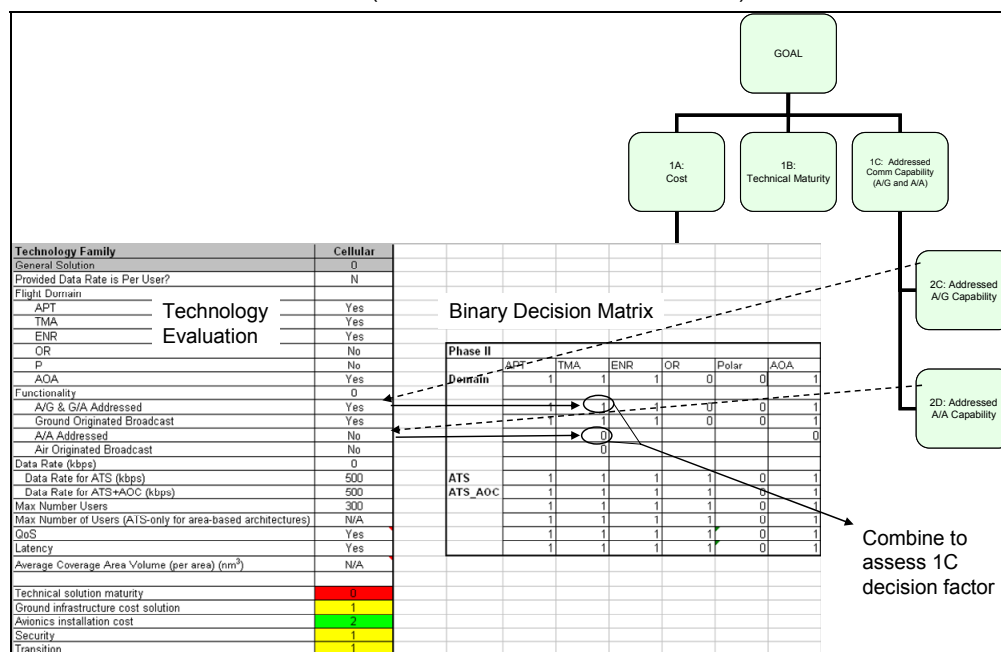 GOAL
1A:
Cost
1B:
Technical Maturity
1C: Addressed
Comm Capability
(A/G and A/A)
2C: Addressed
A/G Capability
2D: Addressed
A/A Capability
Technology Family Cellular
General Solution 0
Provided Data Rate is Per User? N
Flight Domain
APT Yes
TMA Yes
ENR Yes
OR No
P No
AOA Yes
Functionality 0
A/G & G/A Addressed Yes
Ground Originated Broadcast Yes
A/A Addressed No
Air Originated Broadcast No
Data Rate (kbps) 0
Data Rate for ATS (kbps) 500
Data Rate for ATS+AOC (kbps) 500
Max Number Users 300
Max Number of Users (ATS-only for area-based architectures) N/A
QoS Yes
Latency Yes
Average Coverage Area Volume (per area) (nm³) N/A
Technical solution maturity 0
Ground infrastructure cost solution 1
Avionics installation cost 2
Security 1
Transition 1
Technology
Evaluation
Binary Decision Matrix
Phase II
APT TMA ENR OR Polar AOA
Domain 1 1 1 0 0 1
1 1 1 0 0 1
1 1 1 0 0 1
0 0
0
ATS 1 1 1 1 0 1
ATS_AOC 1 1 1 1 0 1
1 1 1 1 0 1
1 1 1 1 0 1
1 1 1 1 0 1
1 1 1 1 0 1
Combine to
assess 1C
decision factor